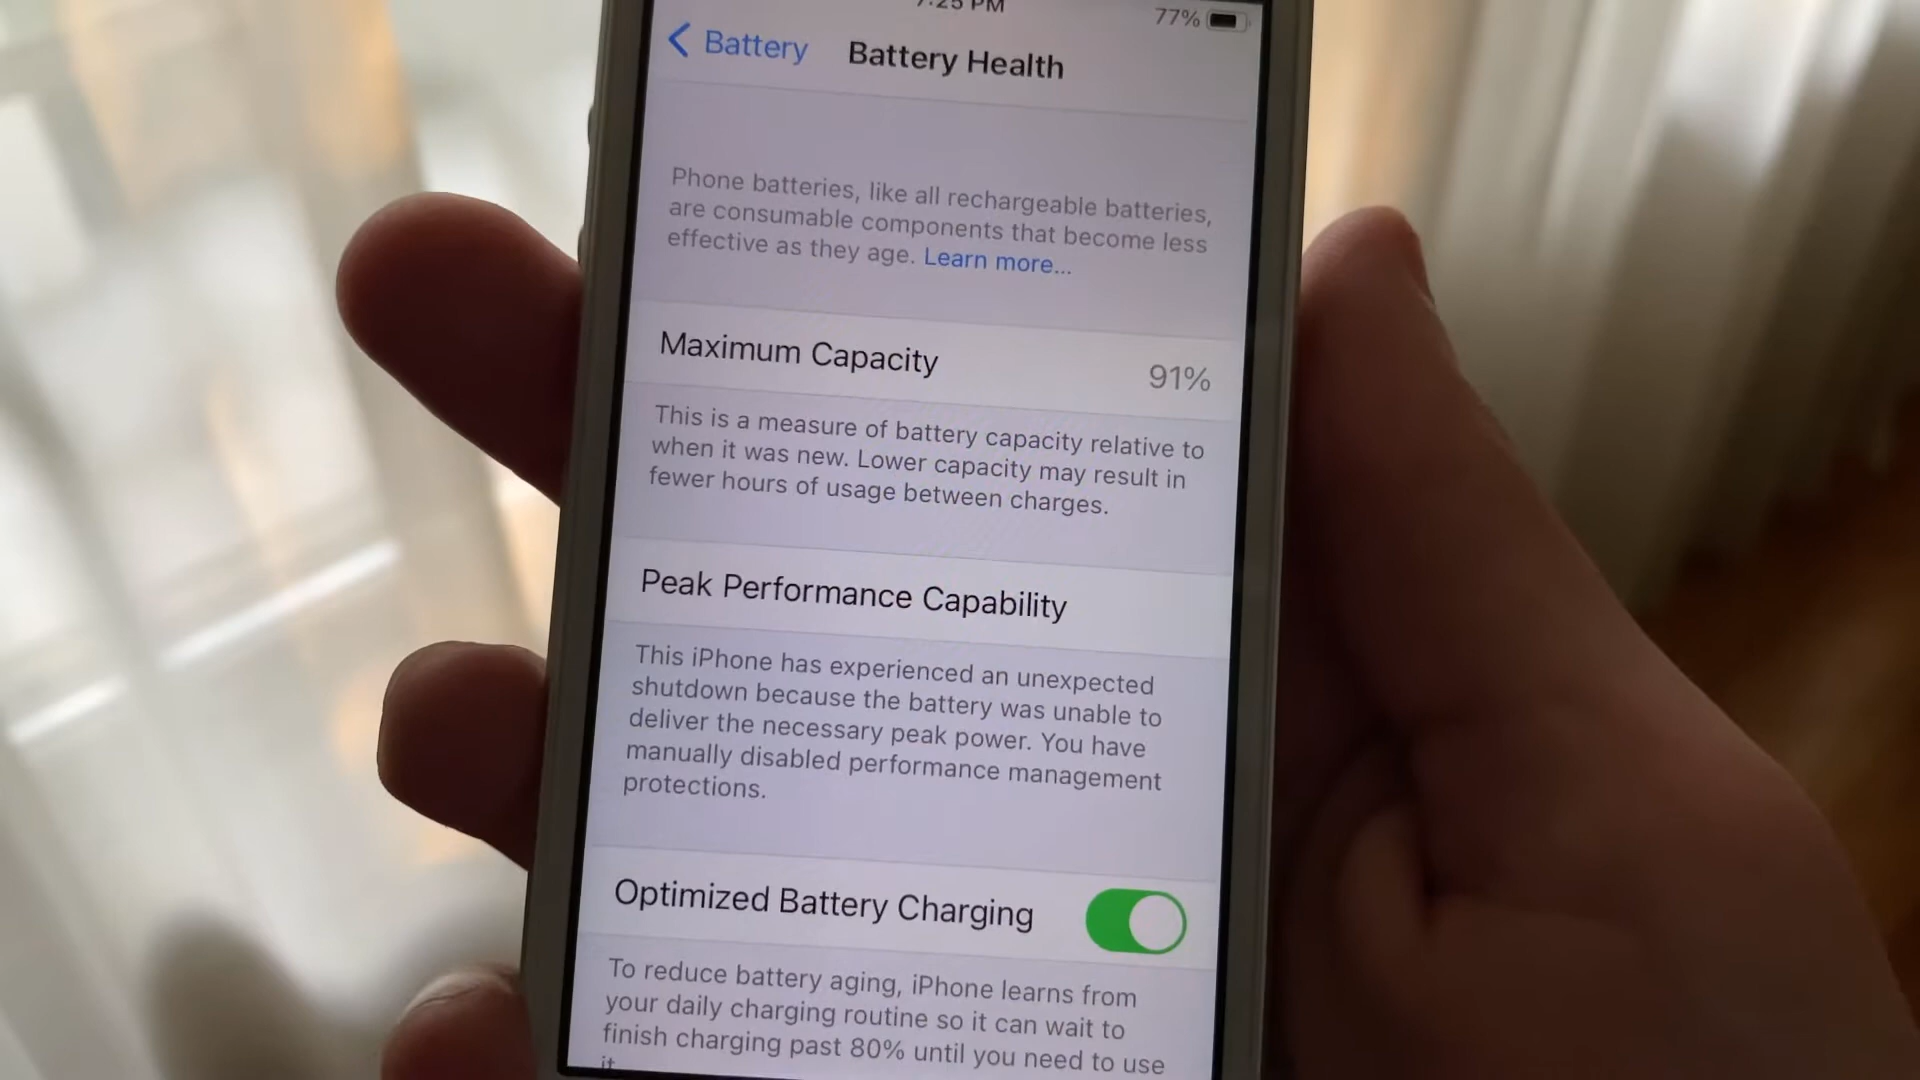 7:25 PM
77%
Battery
Battery Health
Phone batteries, like all rechargeable batteries,
are consumable components that become less
effective as they age. Learn more...
Maximum Capacity
91%
This is a measure of battery capacity relative to
when it was new. Lower capacity may result in
fewer hours of usage between charges.
Peak Performance Capability
This iPhone has experienced an unexpected
shutdown because the battery was unable to
deliver the necessary peak power. You have
manually disabled performance management
protections.
Optimized Battery Charging
To reduce battery aging, iPhone learns from
your daily charging routine so it can wait to
finish charging past 80% until you need to use
it